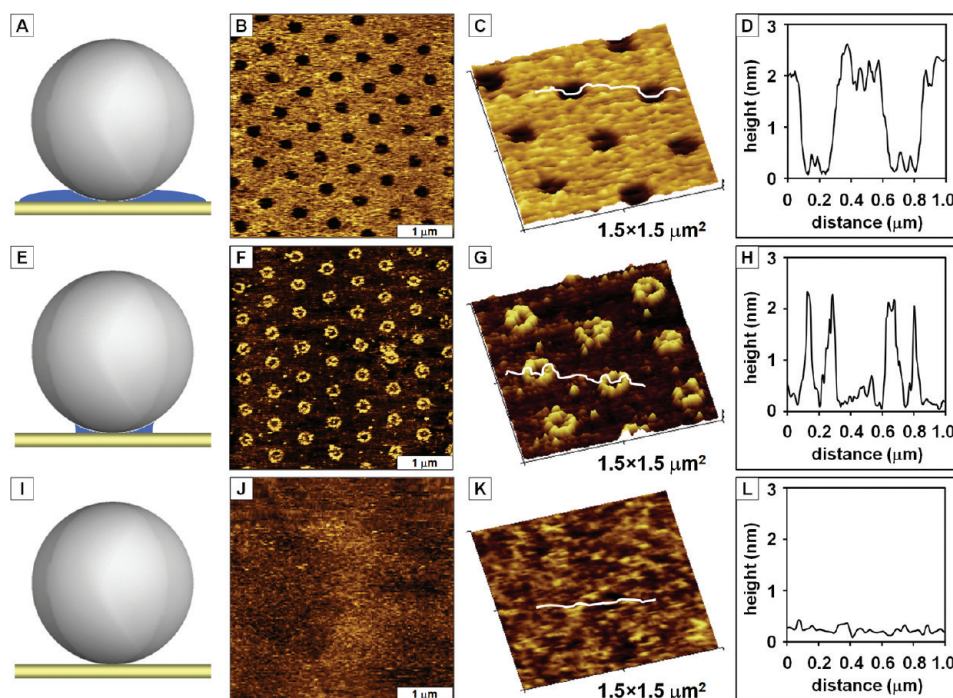 A
B
1 µm
C
1.5×1.5 µm²
D
height (nm)
3
2
1
0
0 0.2 0.4 0.6 0.8 1.0
distance (µm)
E
F
1 µm
G
1.5×1.5 µm²
H
height (nm)
3
2
1
0
0 0.2 0.4 0.6 0.8 1.0
distance (µm)
I
J
1 µm
K
1.5×1.5 µm²
L
height (nm)
3
2
1
0
0 0.2 0.4 0.6 0.8 1.0
distance (µm)